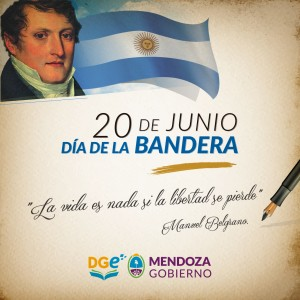 20 DE JUNIO
DÍA DE LA BANDERA
"La vida es nada si la libertad se pierde"
Manuel Belgrano.
DGe
MENDOZA
GOBIERNO